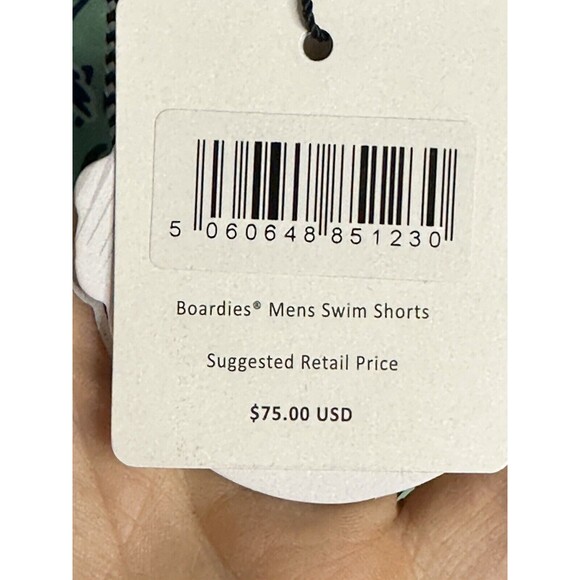 5 060648 851230
Boardies® Mens Swim Shorts
Suggested Retail Price
$75.00 USD